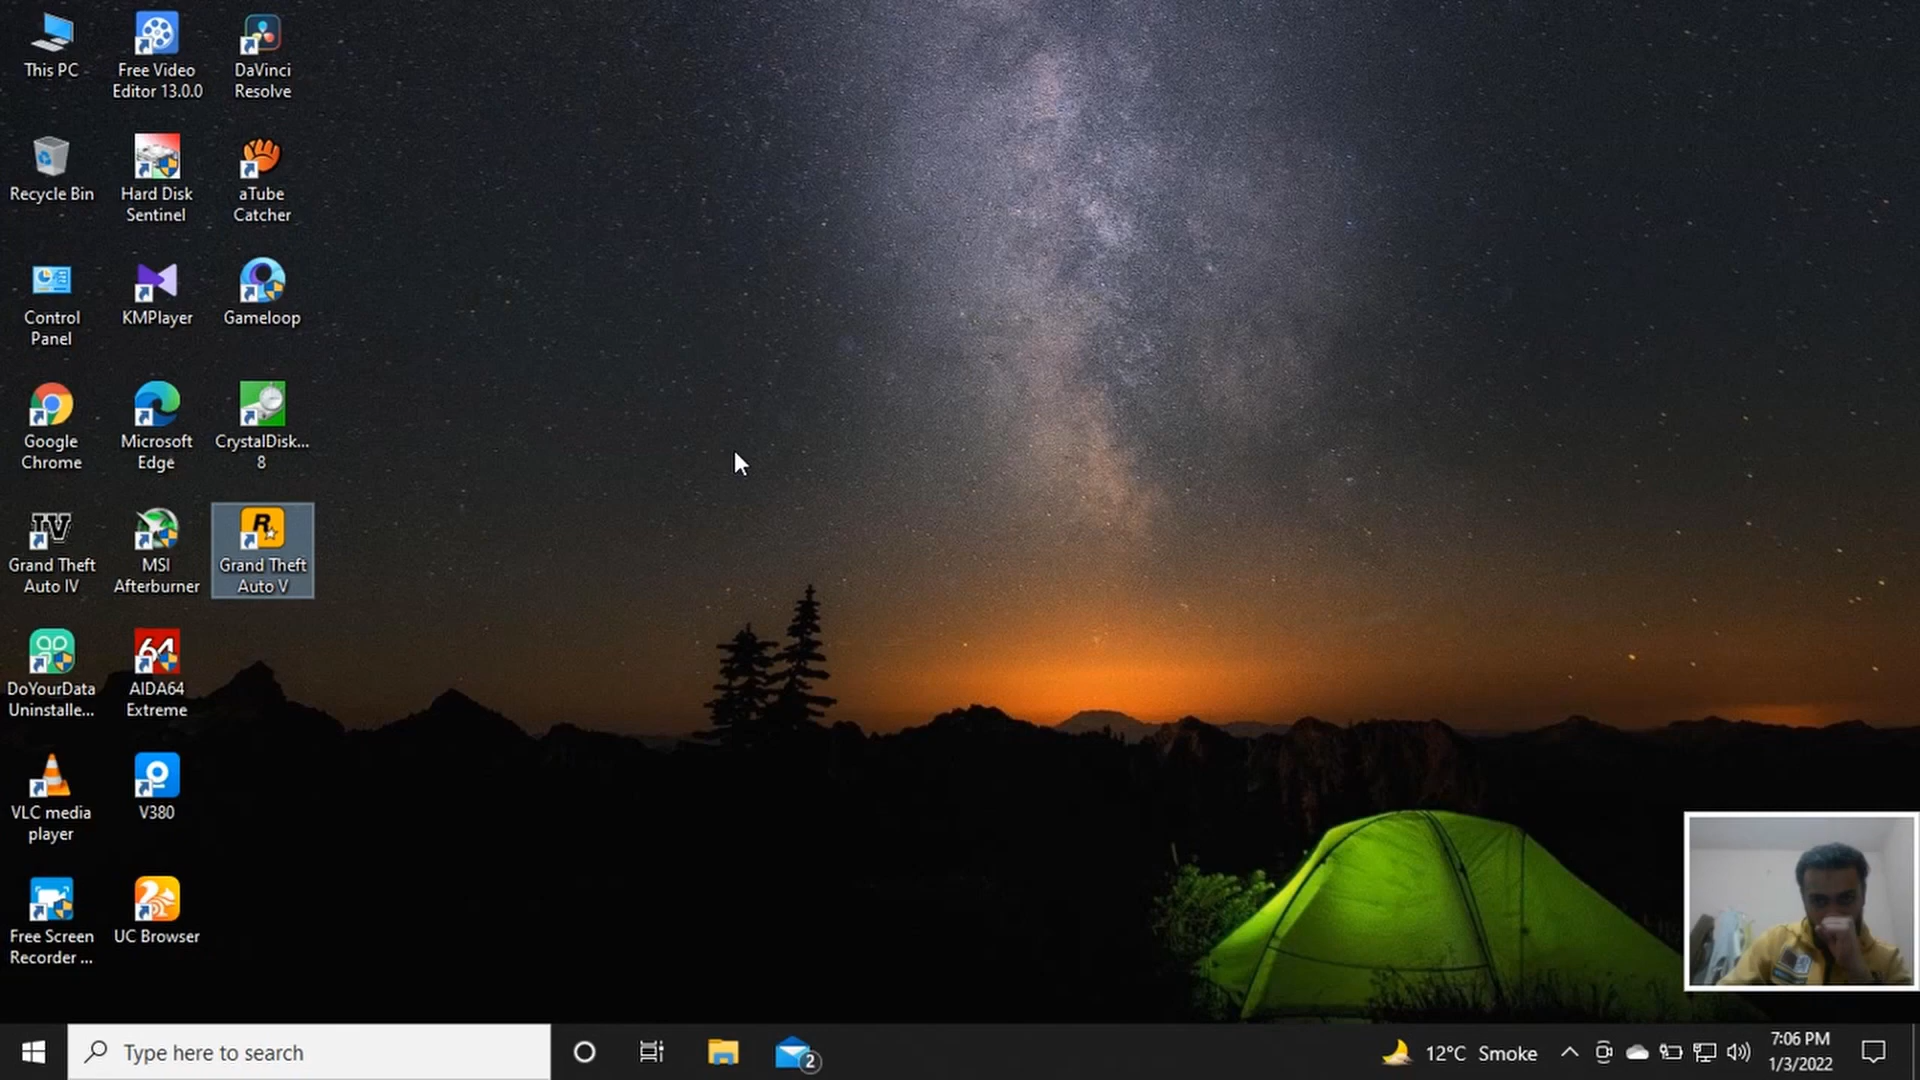 This PC
Free Video
Editor 13.0.0
DaVinci
Resolve
Recycle Bin
Hard Disk
Sentinel
aTube
Catcher
Control
Panel
KMPlayer
Gameloop
Google
Chrome
Microsoft
Edge
CrystalDisk...
8
IV
Grand Theft
Auto IV
MSI
Afterburner
R
Grand Theft
Auto V
DoYourData
Uninstalle...
64
AIDA64
Extreme
VLC media
player
V380
Free Screen
Recorder ...
UC Browser
Type here to search
2
12°C Smoke
7:06 PM
1/3/2022